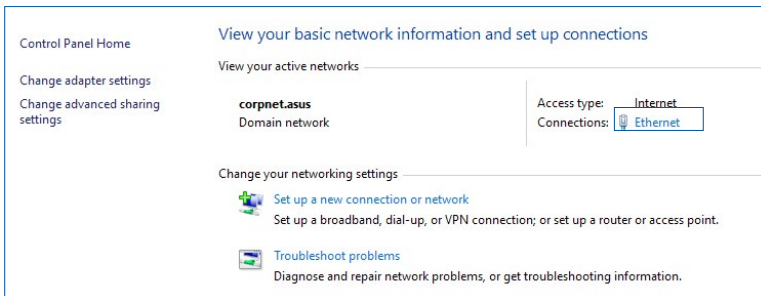 Control Panel Home
Change adapter settings
Change advanced sharing
settings
View your basic network information and set up connections
View your active networks
corpnet.asus
Domain network
Access type: Internet
Connections: Ethernet
Change your networking settings
Set up a new connection or network
Set up a broadband, dial-up, or VPN connection; or set up a router or access point.
Troubleshoot problems
Diagnose and repair network problems, or get troubleshooting information.